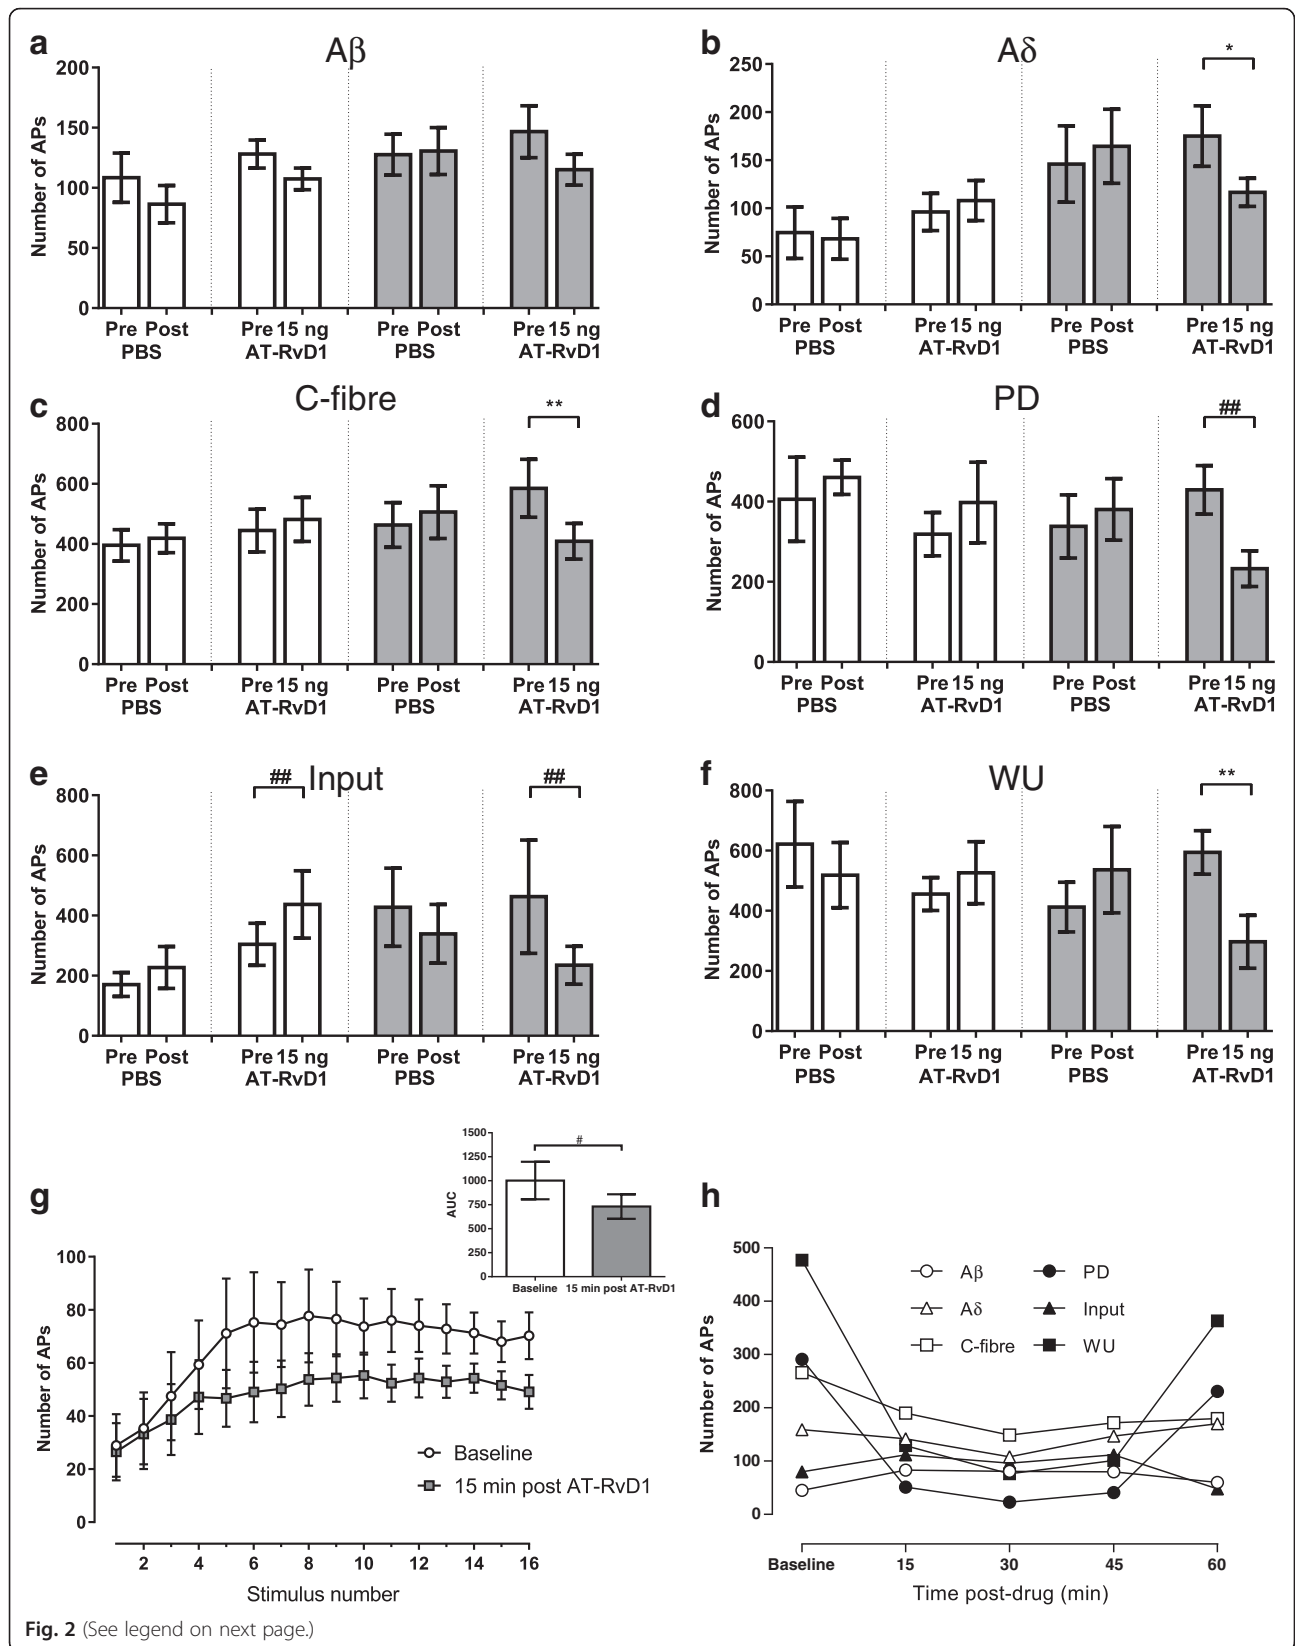 a
Aβ
Number of APs
200
150
100
50
0
Pre Post Pre 15 ng Pre Post Pre 15 ng
PBS AT-RvD1 PBS AT-RvD1
b
Aδ
*
Number of APs
250
200
150
100
50
0
Pre Post Pre 15 ng Pre Post Pre 15 ng
PBS AT-RvD1 PBS AT-RvD1
c
C-fibre
**
Number of APs
800
600
400
200
0
Pre Post Pre 15 ng Pre Post Pre 15 ng
PBS AT-RvD1 PBS AT-RvD1
d
PD
##
Number of APs
600
400
200
0
Pre Post Pre 15 ng Pre Post Pre 15 ng
PBS AT-RvD1 PBS AT-RvD1
e
## Input ##
Number of APs
800
600
400
200
0
Pre Post Pre 15 ng Pre Post Pre 15 ng
PBS AT-RvD1 PBS AT-RvD1
f
WU
**
Number of APs
800
600
400
200
0
Pre Post Pre 15 ng Pre Post Pre 15 ng
PBS AT-RvD1 PBS AT-RvD1
g
#
AUC
1500
1250
1000
750
500
250
0
Baseline 15 min post AT-RvD1
Number of APs
100
80
60
40
20
0
Baseline
15 min post AT-RvD1
2 4 6 8 10 12 14 16
Stimulus number
h
Number of APs
500
400
300
200
100
0
Aβ PD
Aδ Input
C-fibre WU
Baseline 15 30 45 60
Time post-drug (min)
Fig. 2 (See legend on next page.)